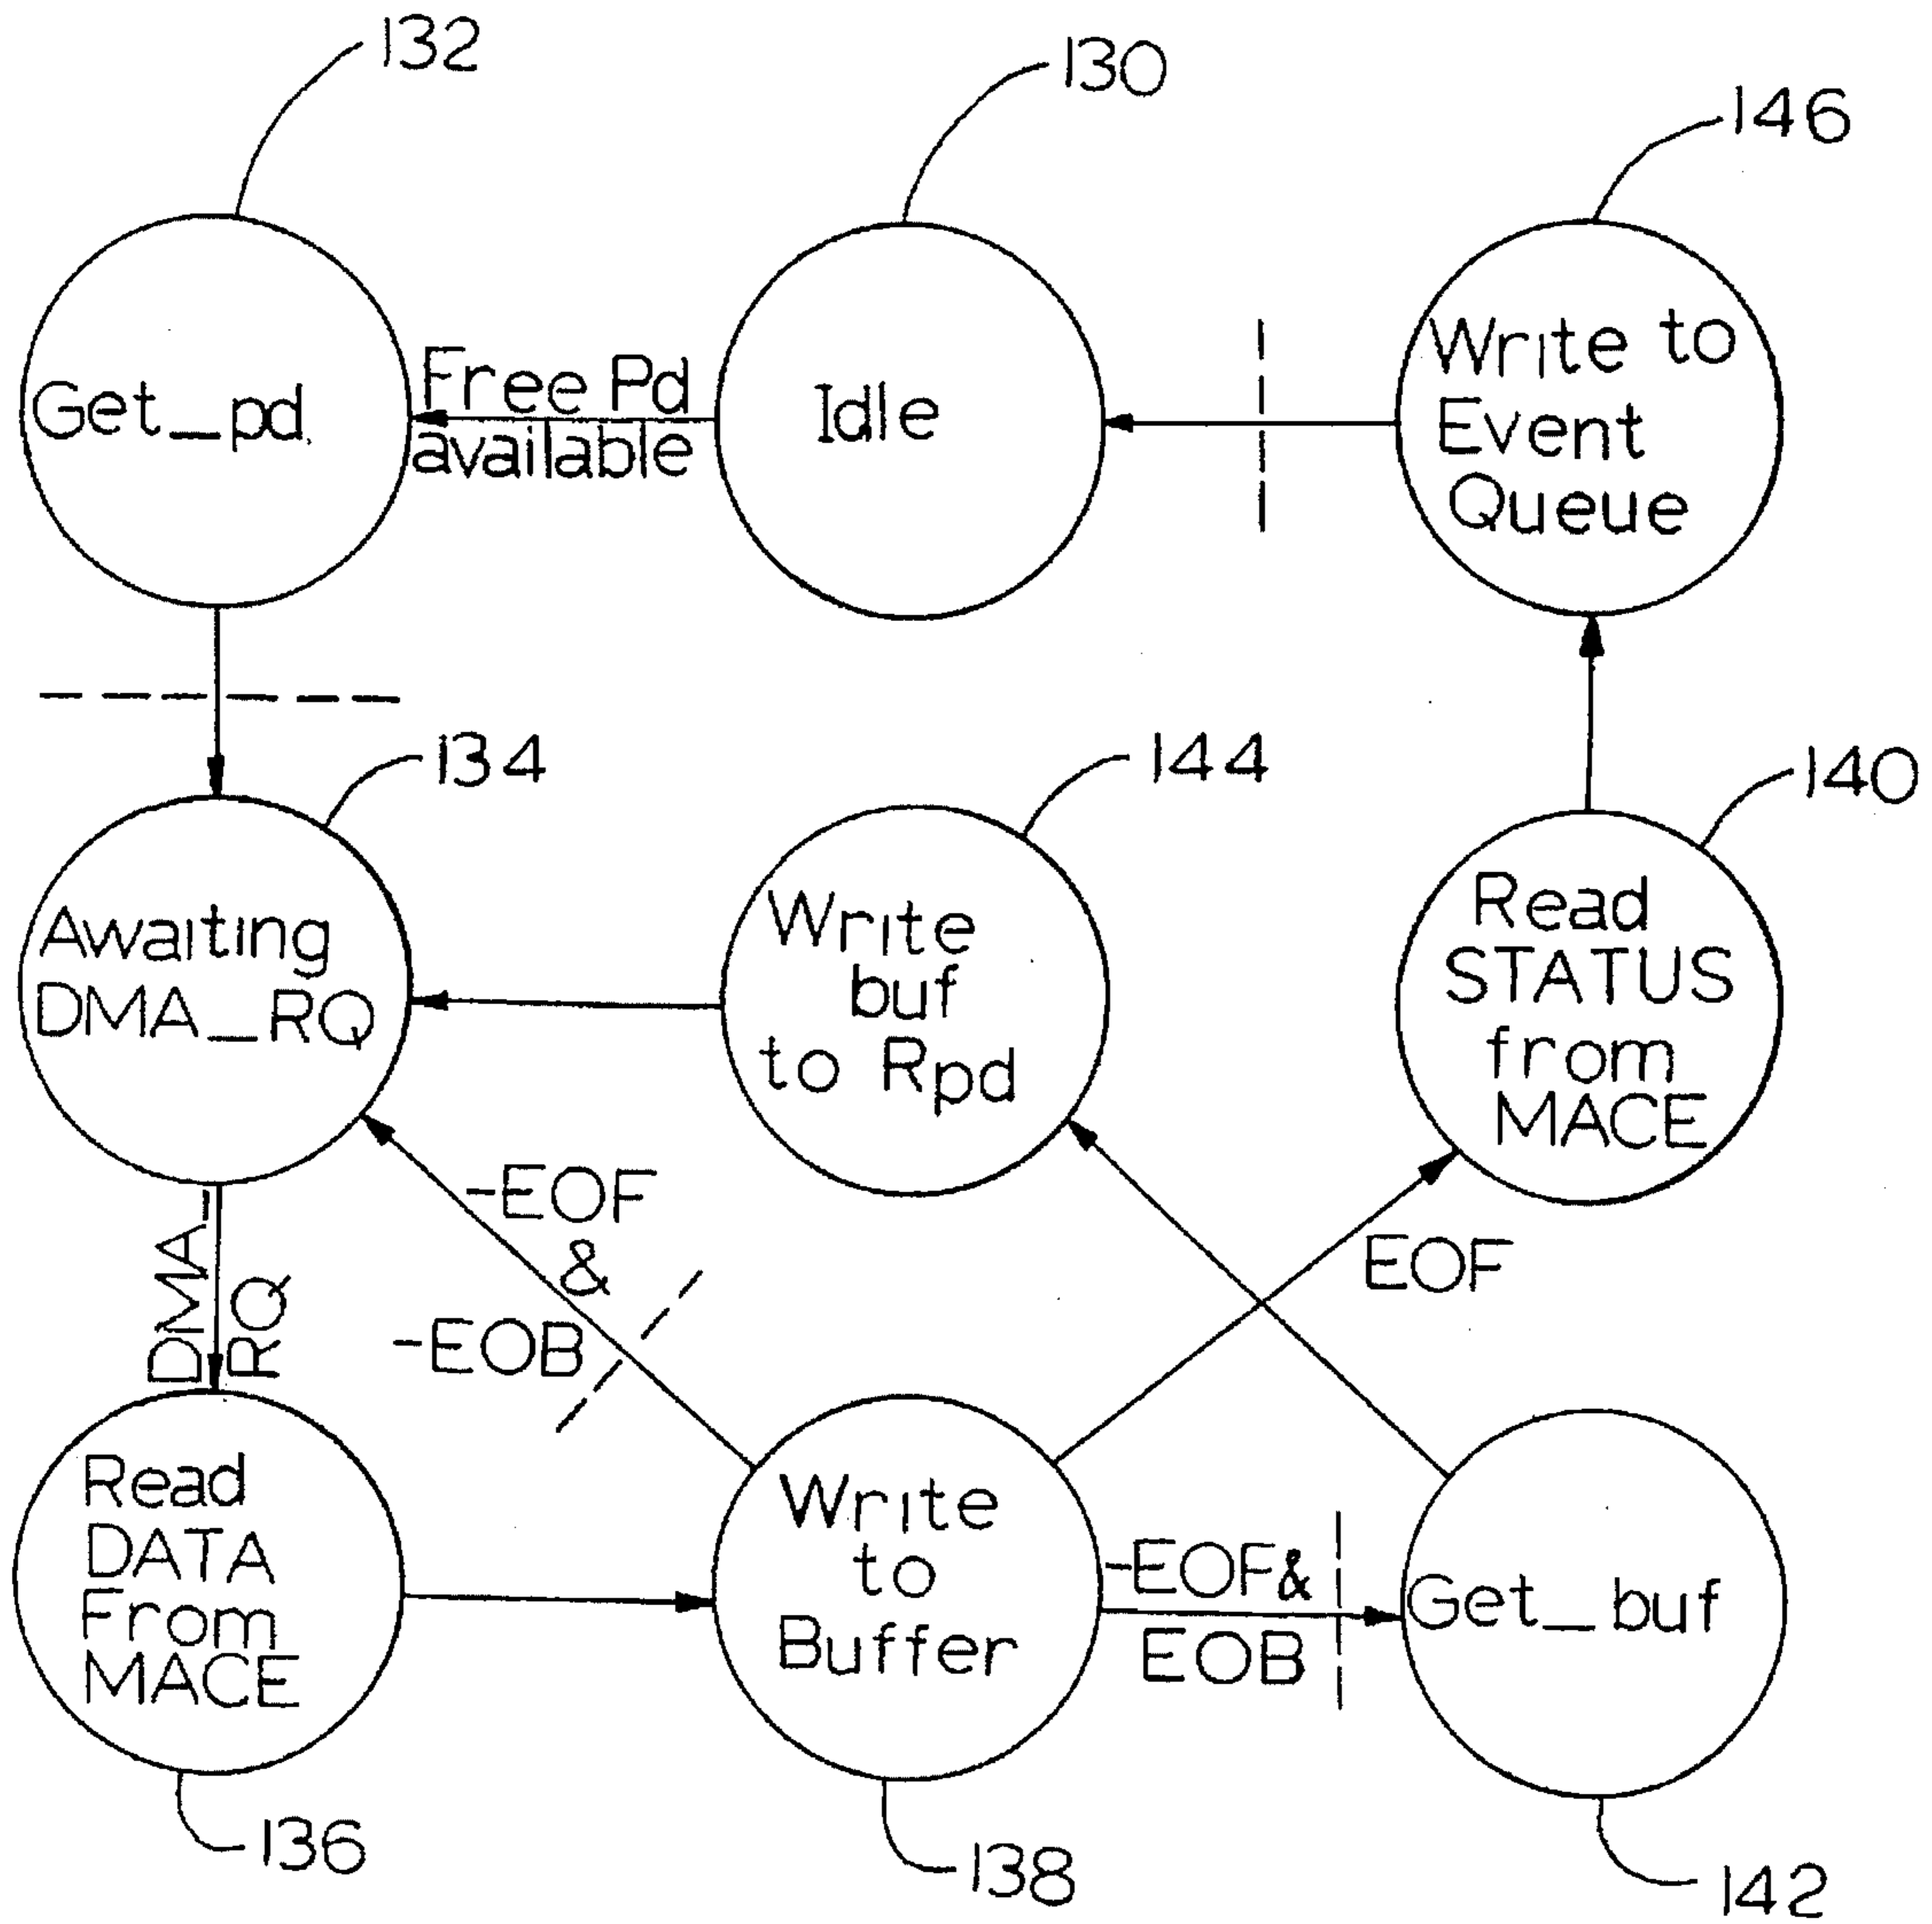 132
130
146
Get_pd
Free Pd
available
Idle
Write to
Event
Queue
134
144
140
Awaiting
DMA_RQ
Write
buf
to Rpd
Read
STATUS
from
MACE
DMA_
RQ
-EOF
&
-EOB
EOF
Read
DATA
From
MACE
Write
to
Buffer
-EOF&
EOB
Get_buf
136
138
142